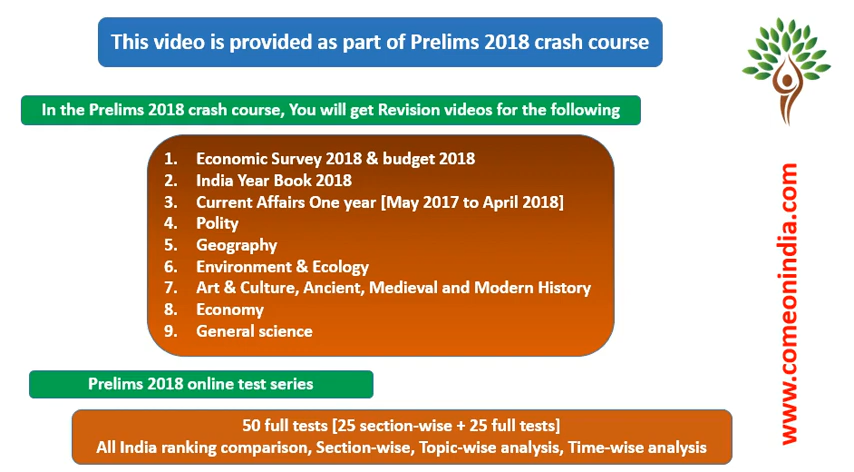 This video is provided as part of Prelims 2018 crash course
In the Prelims 2018 crash course, You will get Revision videos for the following
1. Economic Survey 2018 & budget 2018
2. India Year Book 2018
3. Current Affairs One year [May 2017 to April 2018]
4. Polity
5. Geography
6. Environment & Ecology
7. Art & Culture, Ancient, Medieval and Modern History
8. Economy
9. General science
Prelims 2018 online test series
50 full tests [25 section-wise + 25 full tests]
All India ranking comparison, Section-wise, Topic-wise analysis, Time-wise analysis
www.comeonindia.com